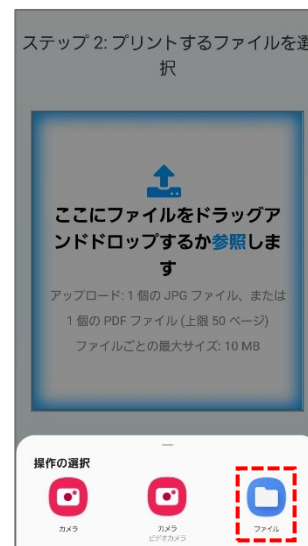 ステップ 2: プリントするファイルを選
択
ここにファイルをドラッグア
ンドドロップするか参照しま
す
アップロード: 1 個の JPG ファイル、または
1 個の PDF ファイル (上限 50 ページ)
ファイルごとの最大サイズ: 10 MB
操作の選択
カメラ
カメラ
ビデオカメラ
ファイル